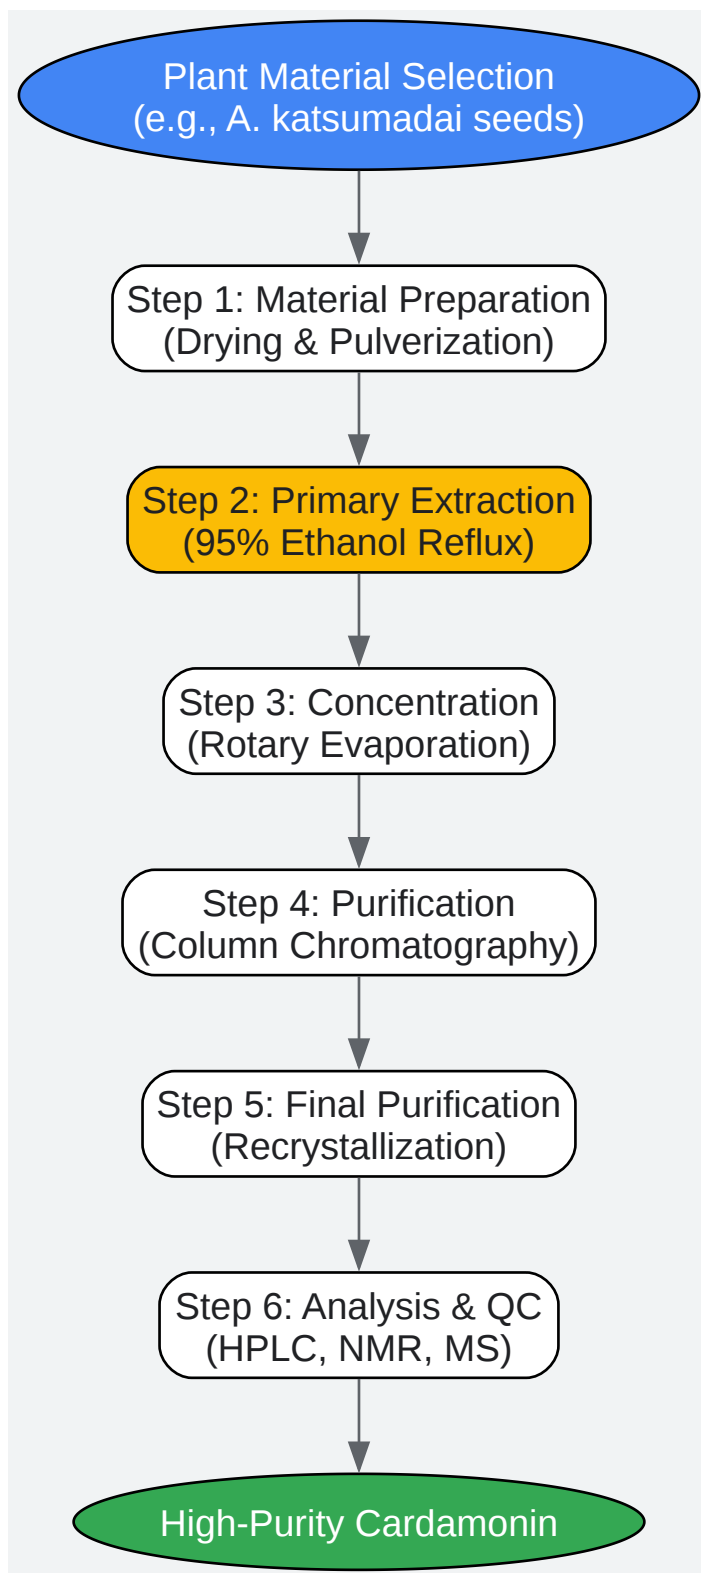 Plant Material Selection
(e.g., A. katsumadai seeds)
Step 1: Material Preparation
(Drying & Pulverization)
Step 2: Primary Extraction
(95% Ethanol Reflux)
Step 3: Concentration
(Rotary Evaporation)
Step 4: Purification
(Column Chromatography)
Step 5: Final Purification
(Recrystallization)
Step 6: Analysis & QC
(HPLC, NMR, MS)
High-Purity Cardamonin